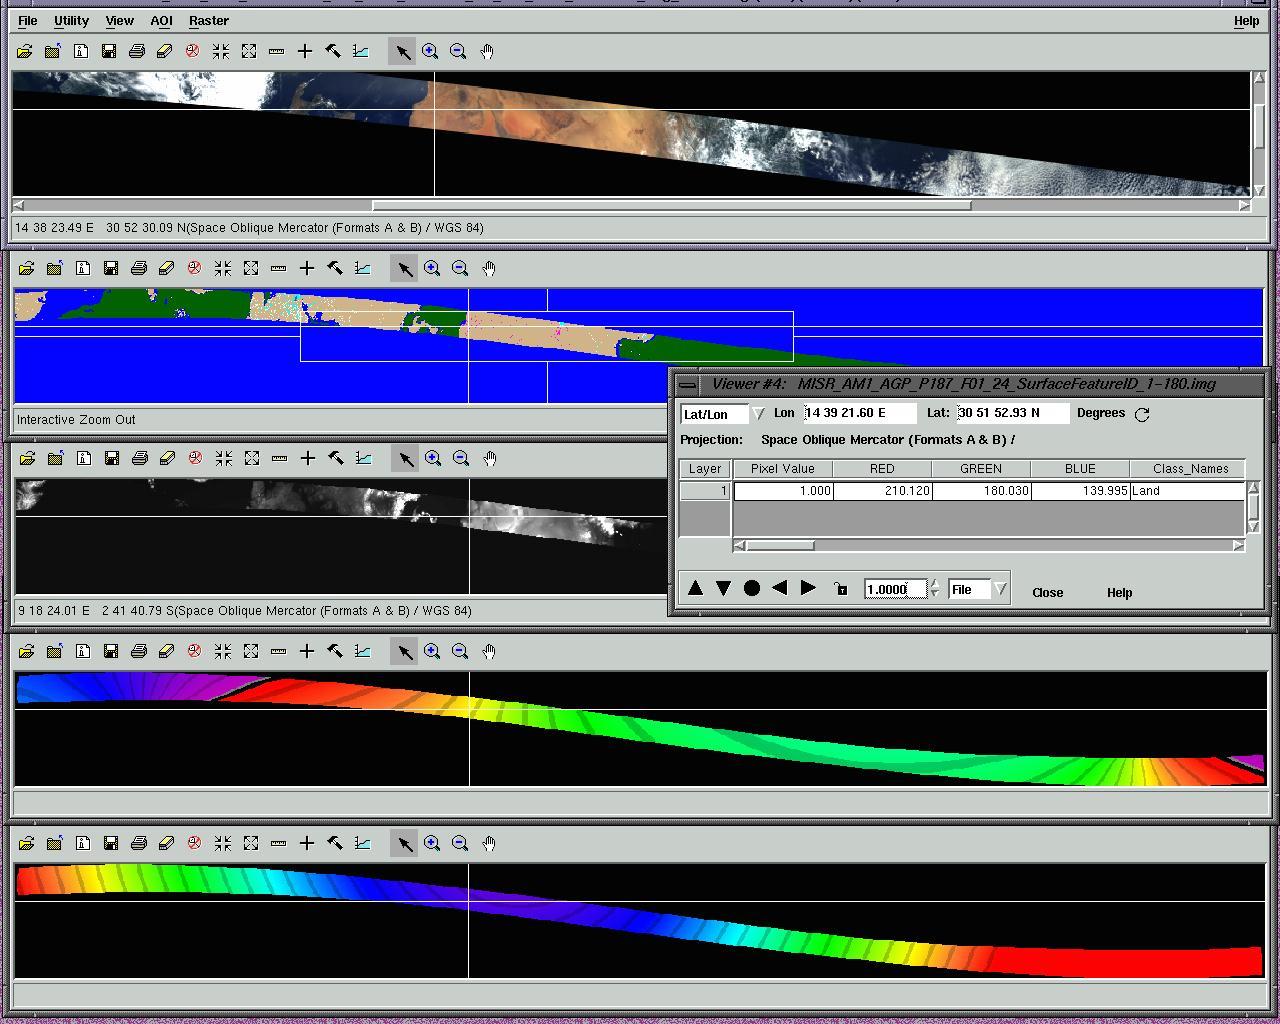 File Utility View AOI Raster Help
14 38 23.49 E 30 52 30.09 N(Space Oblique Mercator (Formats A & B) / WGS 84)
Interactive Zoom Out
Viewer #4: MISR_AM1_AGP_P187_F01_24_SurfaceFeatureID_1-180.img
Lat/Lon Lon 14 39 21.60 E Lat: 30 51 52.93 N Degrees
Projection: Space Oblique Mercator (Formats A & B) /
Layer Pixel Value RED GREEN BLUE Class_Names
1 1.000 210.120 180.030 139.995 Land
1.0000 File Close Help
9 18 24.01 E 2 41 40.79 S(Space Oblique Mercator (Formats A & B) / WGS 84)